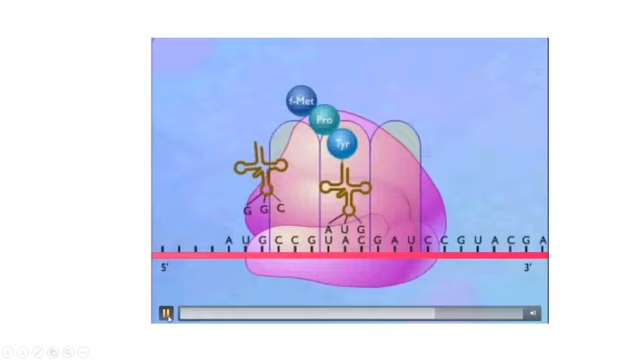 f-Met
Pro
Tyr
G G C
A U G
A U G C C G U A C G A U C C G U A C G A
5' 3'